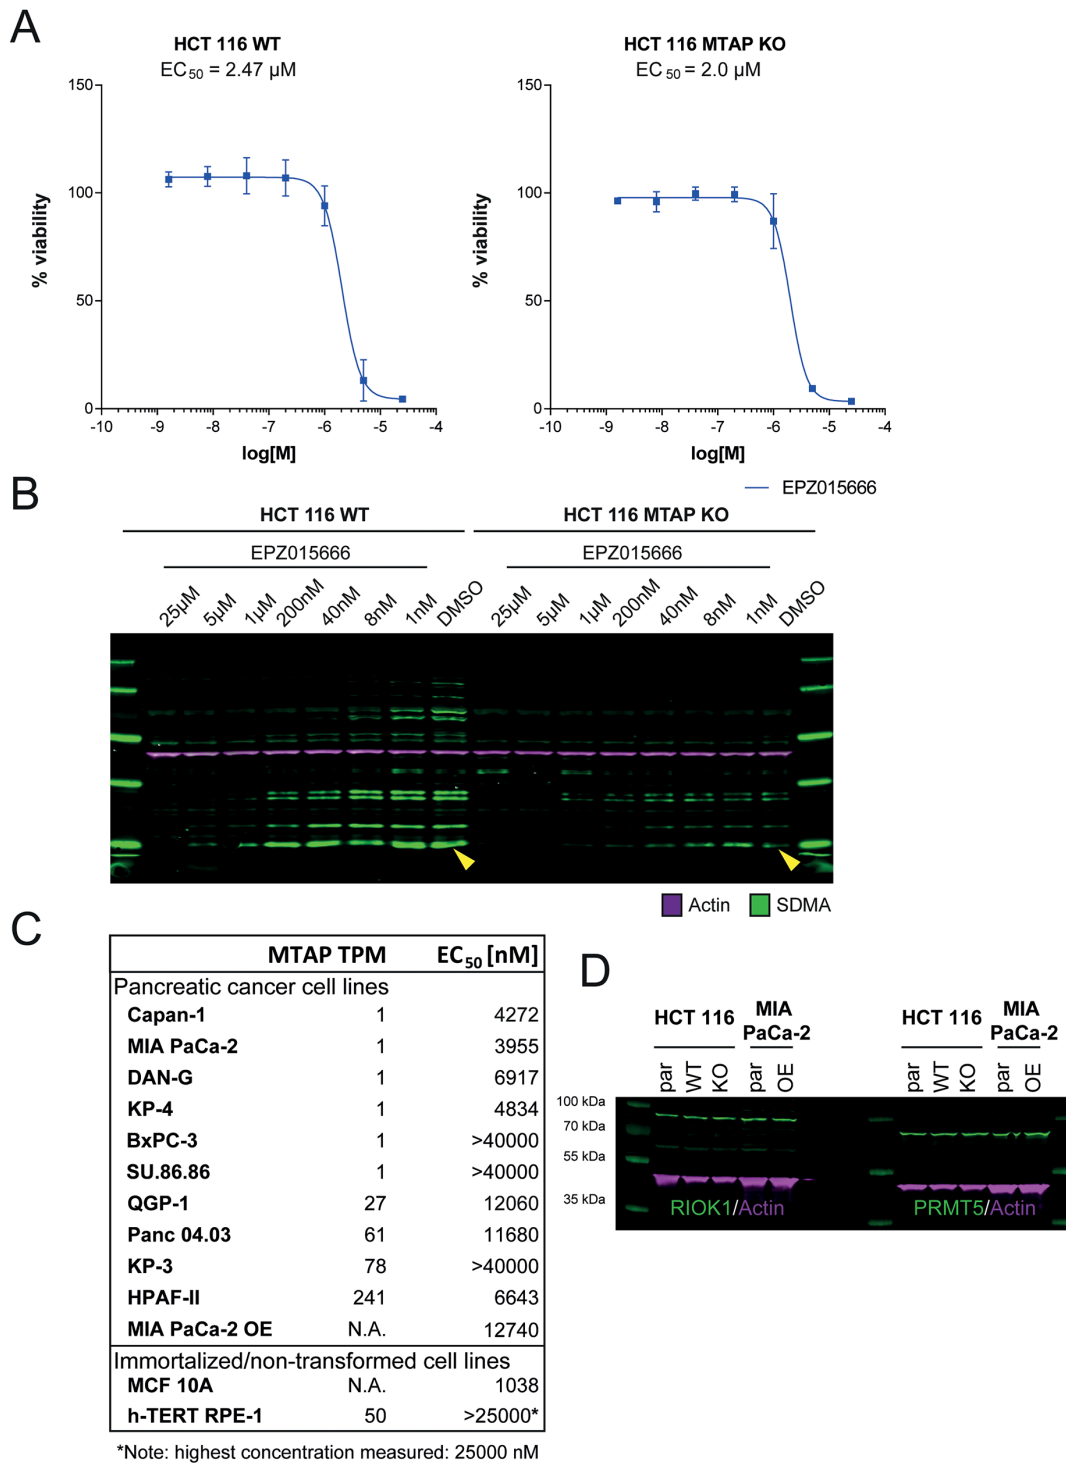 A
HCT 116 WT
EC50 = 2.47 µM
150
100
50
0
% viability
-10 -9 -8 -7 -6 -5 -4
log[M]
HCT 116 MTAP KO
EC50 = 2.0 µM
150
100
50
0
% viability
-10 -9 -8 -7 -6 -5 -4
log[M]
EPZ015666
B
HCT 116 WT HCT 116 MTAP KO
EPZ015666 EPZ015666
25µM 5µM 1µM 200nM 40nM 8nM 1nM DMSO 25µM 5µM 1µM 200nM 40nM 8nM 1nM DMSO
Actin SDMA
C
MTAP TPM EC50 [nM]
Pancreatic cancer cell lines
Capan-1 1 4272
MIA PaCa-2 1 3955
DAN-G 1 6917
KP-4 1 4834
BxPC-3 1 >40000
SU.86.86 1 >40000
QGP-1 27 12060
Panc 04.03 61 11680
KP-3 78 >40000
HPAF-II 241 6643
MIA PaCa-2 OE N.A. 12740
Immortalized/non-transformed cell lines
MCF 10A N.A. 1038
h-TERT RPE-1 50 >25000*
*Note: highest concentration measured: 25000 nM
D
HCT 116 MIA PaCa-2 HCT 116 MIA PaCa-2
par WT KO par OE par WT KO par OE
100 kDa
70 kDa
55 kDa
35 kDa
RIOK1/Actin PRMT5/Actin